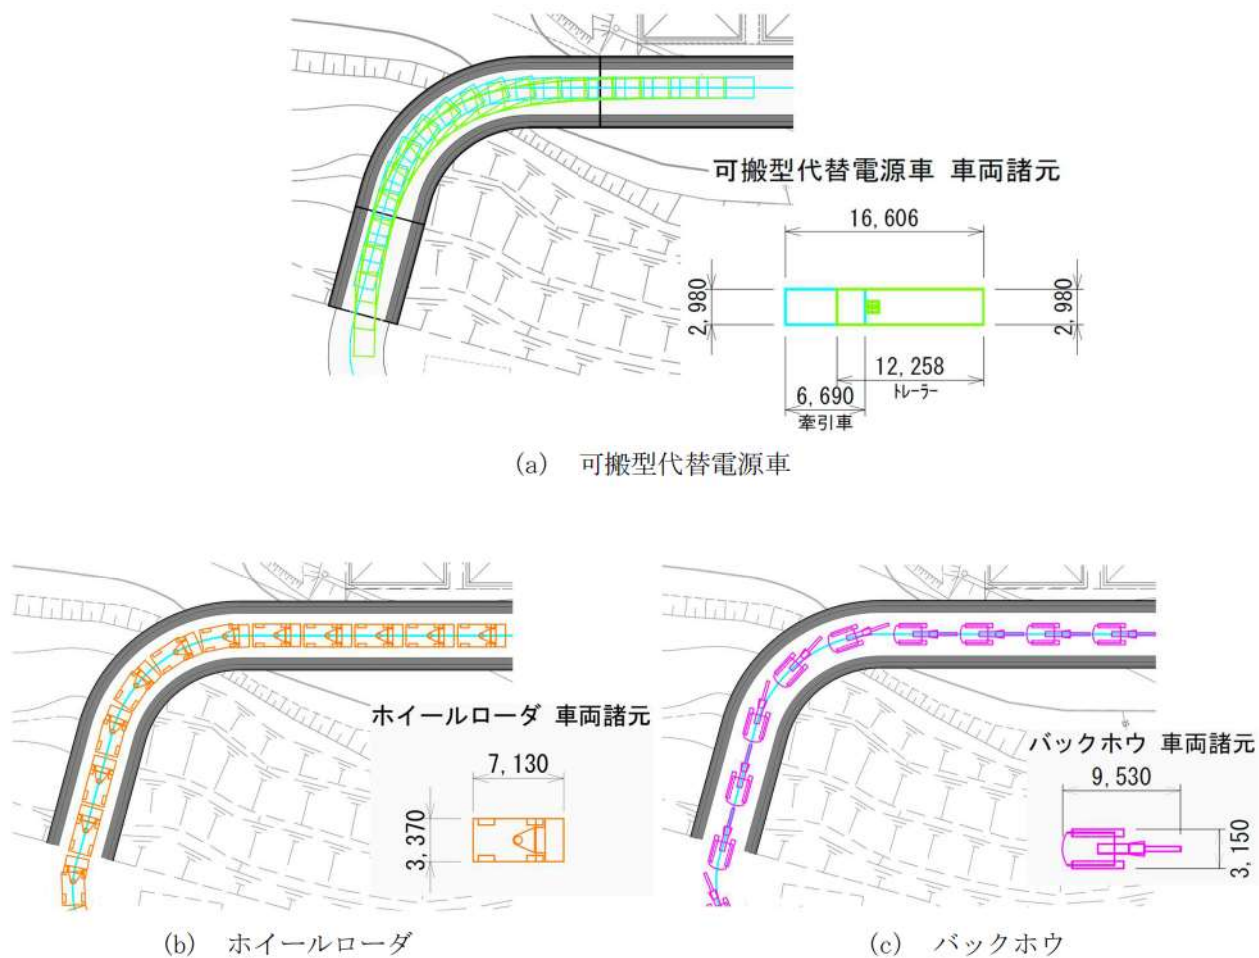 可搬型代替電源車 車両諸元
16,606
2,980
2,980
12,258
トレーラー
6,690
牽引車
(a) 可搬型代替電源車
ホイールローダ 車両諸元
7,130
3,370
(b) ホイールローダ
バックホウ 車両諸元
9,530
3,150
(c) バックホウ